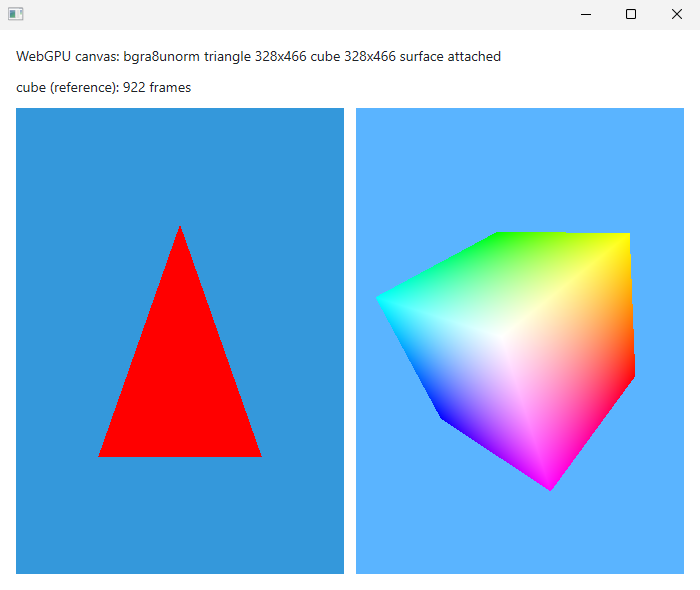 WebGPU canvas: bgra8unorm triangle 328x466 cube 328x466 surface attached
cube (reference): 922 frames